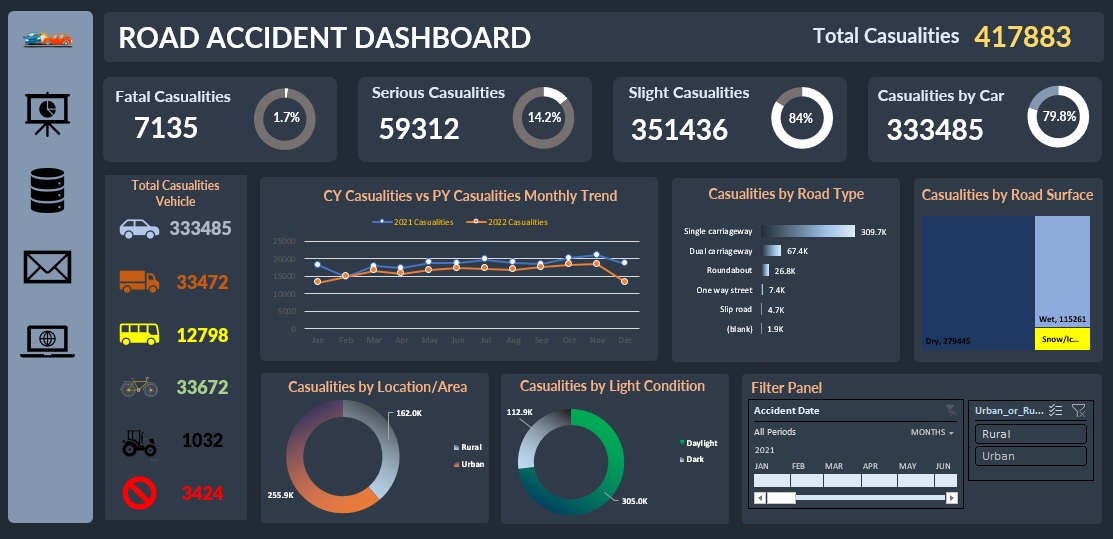 ROAD ACCIDENT DASHBOARD
Total Casualities 417883
Fatal Casualities
7135
1.7%
Serious Casualities
59312
14.2%
Slight Casualities
351436
84%
Casualities by Car
333485
79.8%
Total Casualities
Vehicle
333485
33472
12798
33672
1032
3424
CY Casualities vs PY Casualities Monthly Trend
2021 Casualities 2022 Casualities
25000
20000
15000
10000
5000
0
Jan Feb Mar Apr May Jun Jul Aug Sep Oct Nov Dec
Casualities by Road Type
Single carriageway 309.7K
Dual carriageway 67.4K
Roundabout 26.8K
One way street 7.4K
Slip road 4.7K
(blank) 1.9K
Casualities by Road Surface
Dry, 279445
Wet, 115261
Snow/Ic...
Casualities by Location/Area
162.0K
255.9K
Rural
Urban
Casualities by Light Condition
112.9K
305.0K
Daylight
Dark
Filter Panel
Accident Date
All Periods MONTHS
2021
JAN FEB MAR APR MAY JUN
Urban_or_Ru...
Rural
Urban